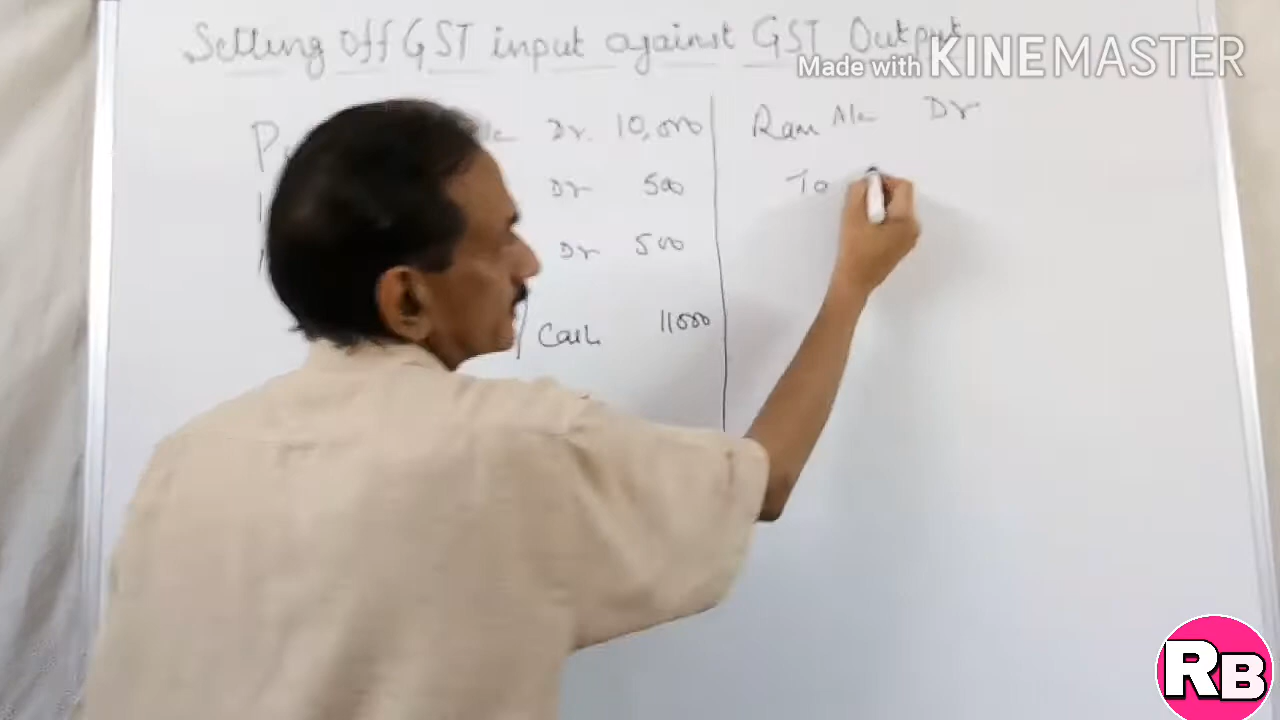 Setting off GST input against GST Output
Made with KINEMASTER
A/c Dr. 10,000
Dr 500
Dr 500
Cash 11000
Ram A/c Dr
To
RB